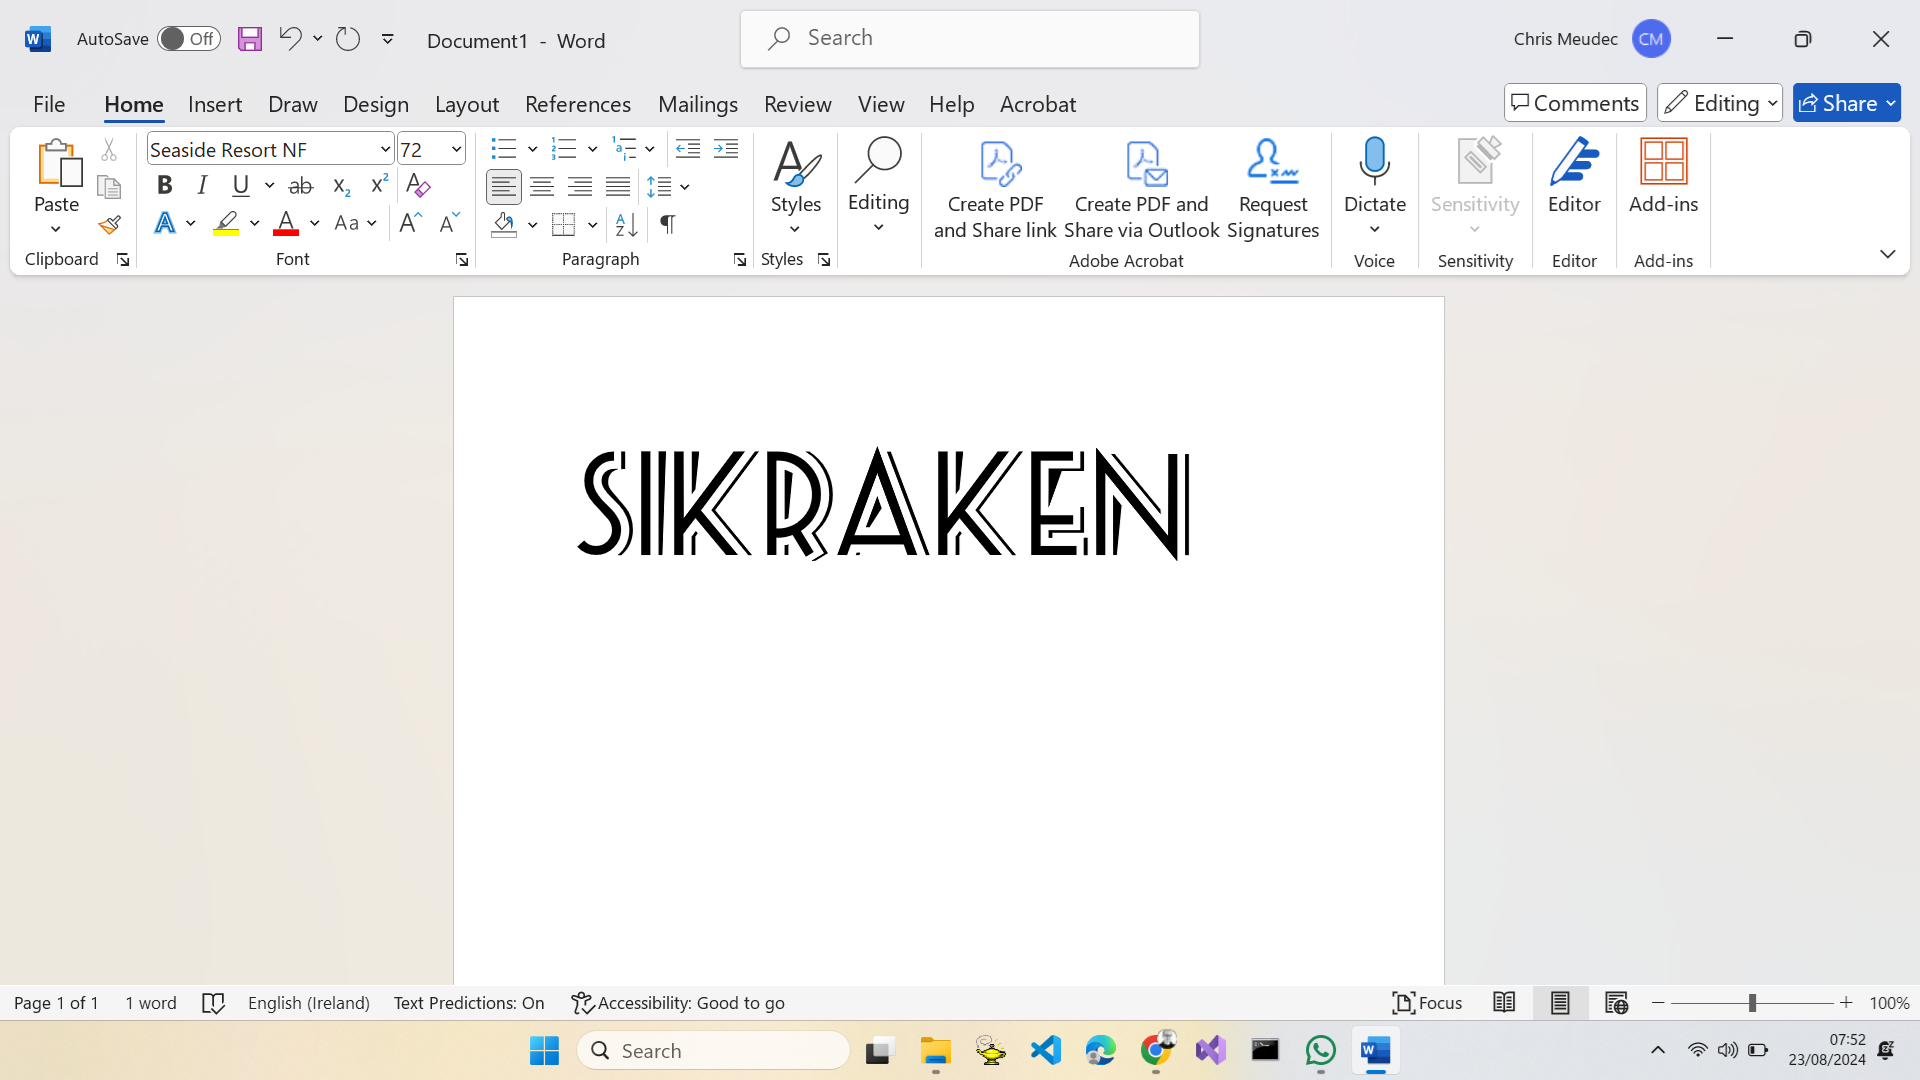 AutoSave Off Document1 - Word Search Chris Meudec CM
File Home Insert Draw Design Layout References Mailings Review View Help Acrobat Comments Editing Share
Seaside Resort NF 72
Paste Styles Editing Create PDF and Share link Create PDF and Share via Outlook Request Signatures Dictate Sensitivity Editor Add-ins
Clipboard Font Paragraph Styles Adobe Acrobat Voice Sensitivity Editor Add-ins
SIKRAKEN
Page 1 of 1 1 word English (Ireland) Text Predictions: On Accessibility: Good to go Focus 100%
Search 07:52
23/08/2024